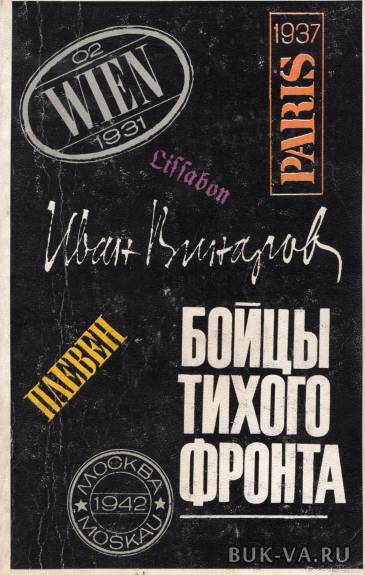 02
WIEN
1931
1937
PARIS
Lissabon
Иван Винаров
ПЛЕВЕН
БОЙЦЫ
ТИХОГО
ФРОНТА
МОСКВА
1942
MOSKAU
BUK-VA.RU